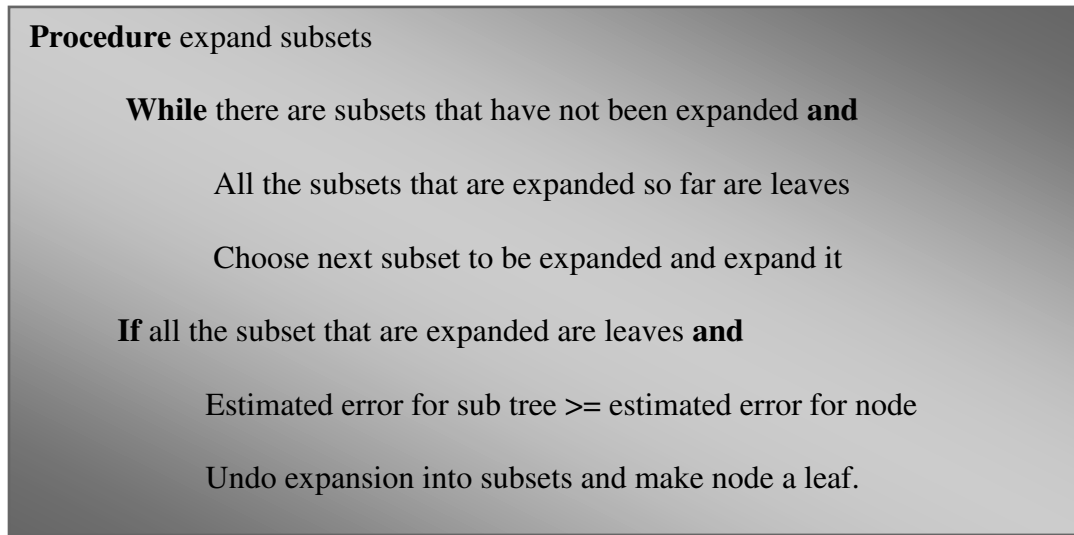 Procedure expand subsets
While there are subsets that have not been expanded and
All the subsets that are expanded so far are leaves
Choose next subset to be expanded and expand it
If all the subset that are expanded are leaves and
Estimated error for sub tree >= estimated error for node
Undo expansion into subsets and make node a leaf.